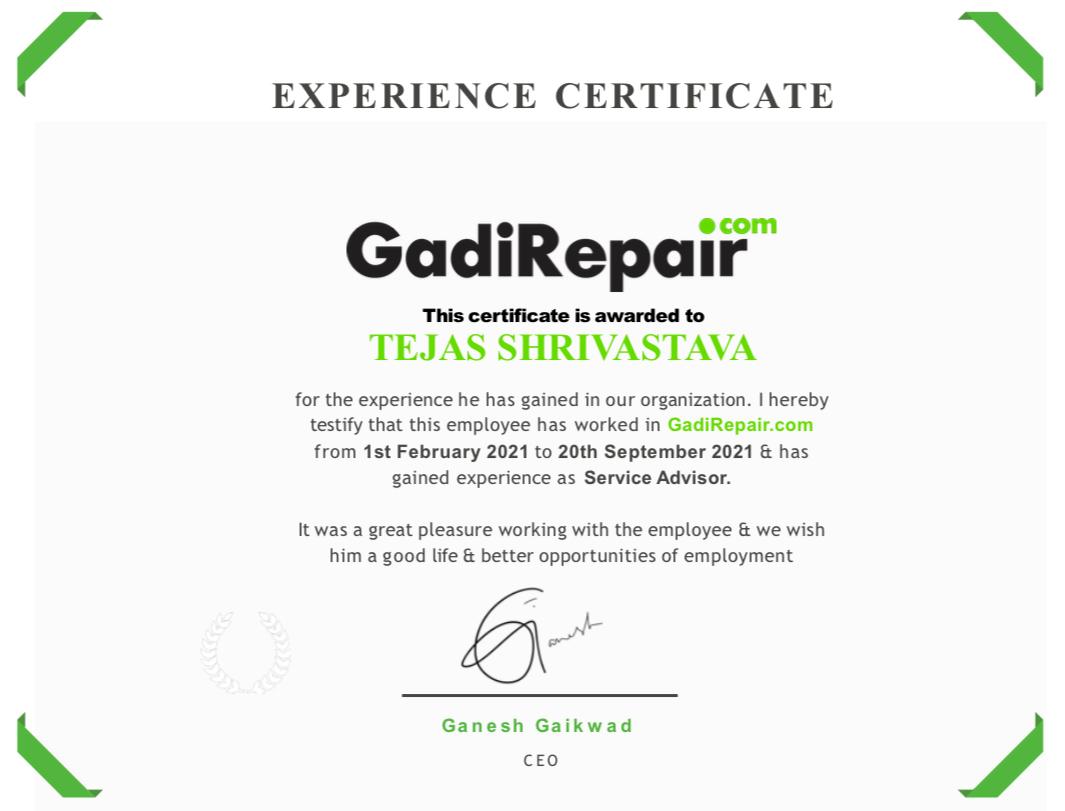 EXPERIENCE CERTIFICATE
GadiRepair.com
This certificate is awarded to
TEJAS SHRIVASTAVA
for the experience he has gained in our organization. I hereby
testify that this employee has worked in GadiRepair.com
from 1st February 2021 to 20th September 2021 & has
gained experience as Service Advisor.
It was a great pleasure working with the employee & we wish
him a good life & better opportunities of employment
Ganesh
Ganesh Gaikwad
CEO